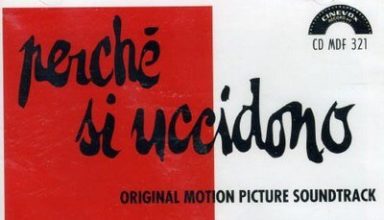 perché
si uccidono
CINEVOX
CD MDF 321
ORIGINAL MOTION PICTURE SOUNDTRACK